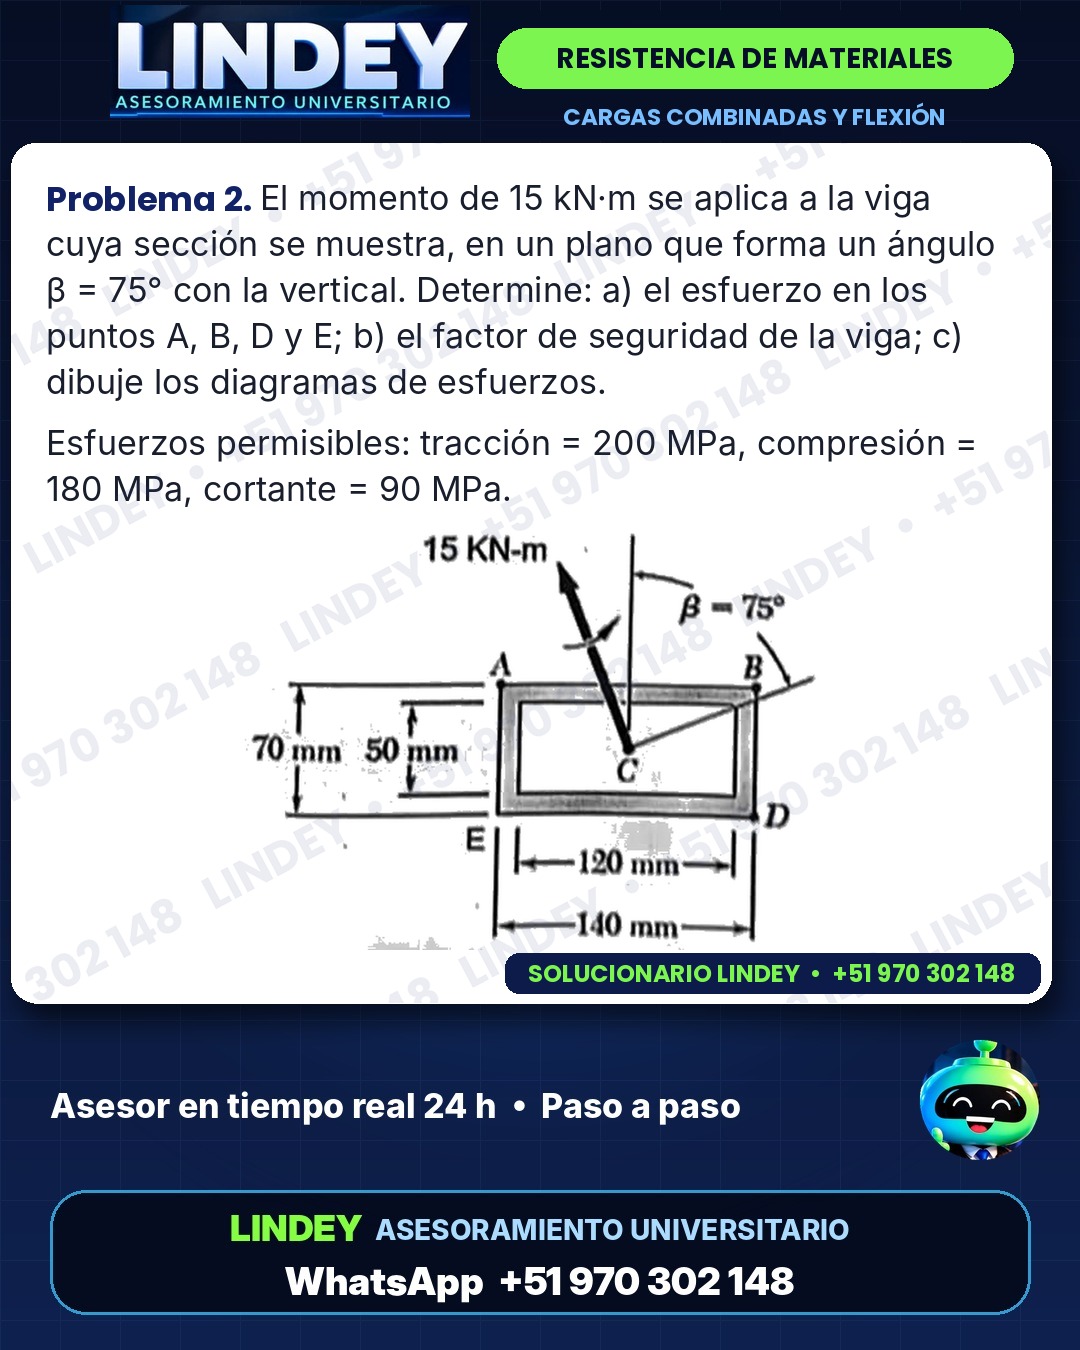 LINDEY
ASESORAMIENTO UNIVERSITARIO
RESISTENCIA DE MATERIALES
CARGAS COMBINADAS Y FLEXIÓN
Problema 2. El momento de 15 kN·m se aplica a la viga
cuya sección se muestra, en un plano que forma un ángulo
β = 75° con la vertical. Determine: a) el esfuerzo en los
puntos A, B, D y E; b) el factor de seguridad de la viga; c)
dibuje los diagramas de esfuerzos.
Esfuerzos permisibles: tracción = 200 MPa, compresión =
180 MPa, cortante = 90 MPa.
15 KN-m
β = 75°
A
B
70 mm
50 mm
C
D
E
120 mm
140 mm
SOLUCIONARIO LINDEY • +51 970 302 148
Asesor en tiempo real 24 h • Paso a paso
LINDEY ASESORAMIENTO UNIVERSITARIO
WhatsApp +51 970 302 148